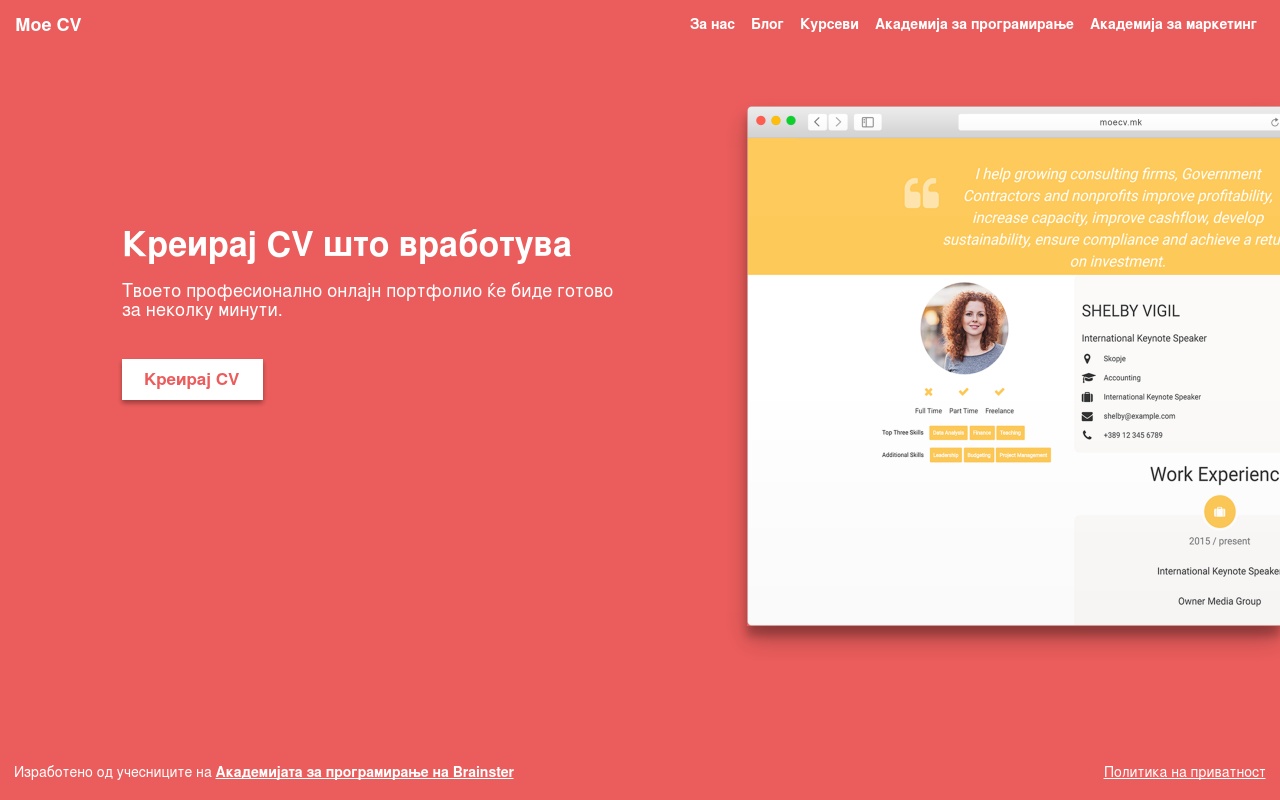 Мое CV
За нас Блог Курсеви Академија за програмирање Академија за маркетинг
Креирај CV што вработува
Твоето професионално онлајн портфолио ќе биде готово
за неколку минути.
Креирај CV
moecv.mk
I help growing consulting firms, Government
Contractors and nonprofits improve profitability,
increase capacity, improve cashflow, develop
sustainability, ensure compliance and achieve a retu
on investment.
Full Time Part Time Freelance
Top Three Skills Data Analysis Finance Teaching
Additional Skills Leadership Budgeting Project Management
SHELBY VIGIL
International Keynote Speaker
Skopje
Accounting
International Keynote Speaker
shelby@example.com
+389 12 345 6789
Work Experienc
2015 / present
International Keynote Speaker
Owner Media Group
Изработено од учесниците на Академијата за програмирање на Brainster
Политика на приватност